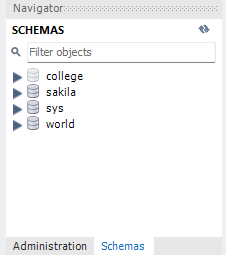 Navigator
SCHEMAS
Filter objects
college
sakila
sys
world
Administration Schemas